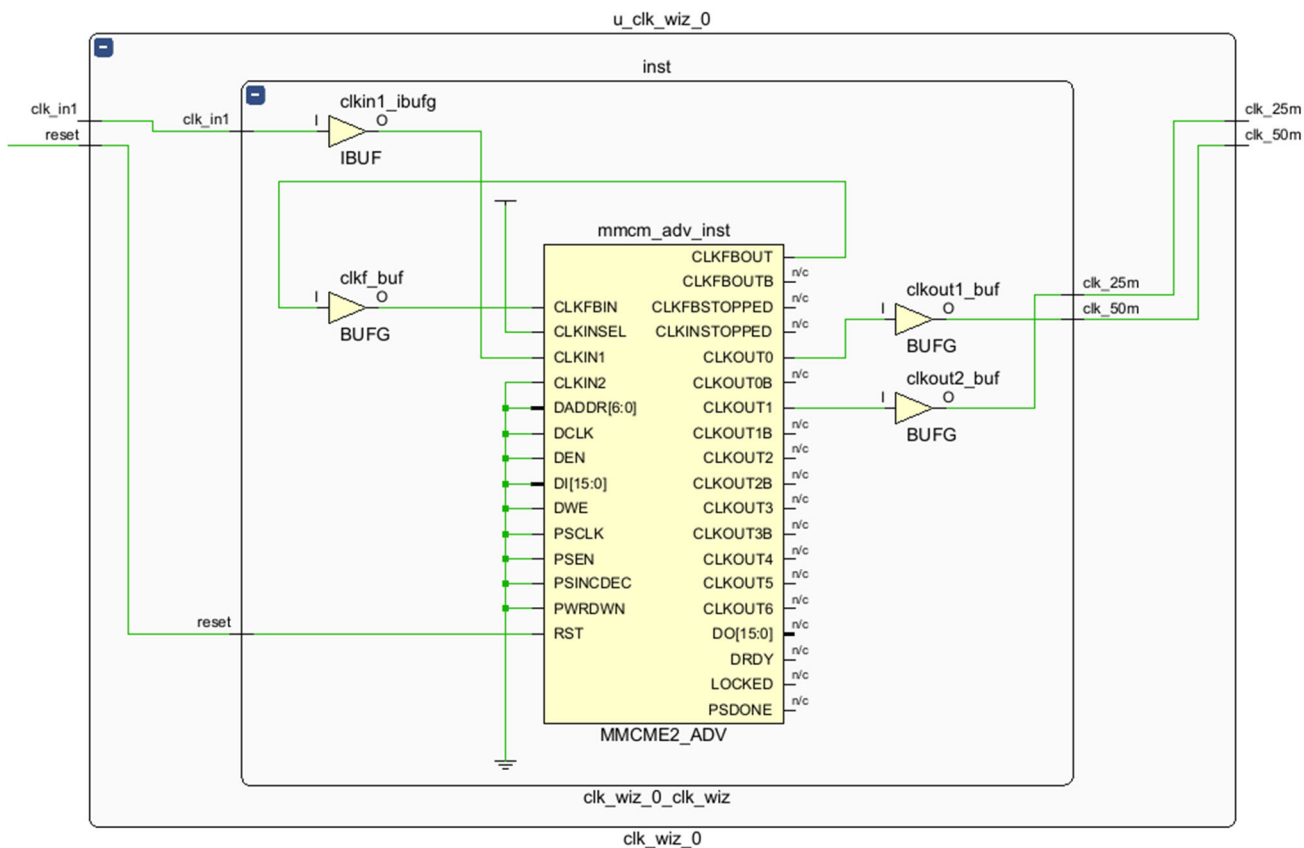 u_clk_wiz_0
inst
clk_in1
reset
clk_in1
clkin1_ibufg
I
O
IBUF
clk_25m
clk_50m
mmcm_adv_inst
clkf_buf
I
O
BUFG
CLKFBIN
CLKINSEL
CLKIN1
CLKIN2
DADDR[6:0]
DCLK
DEN
DI[15:0]
DWE
PSCLK
PSEN
PSINCDEC
PWRDWN
RST
reset
CLKFBOUT
CLKFBOUTB n/c
CLKFBSTOPPED n/c
CLKINSTOPPED n/c
CLKOUT0
CLKOUT0B n/c
CLKOUT1
CLKOUT1B n/c
CLKOUT2 n/c
CLKOUT2B n/c
CLKOUT3 n/c
CLKOUT3B n/c
CLKOUT4 n/c
CLKOUT5 n/c
CLKOUT6 n/c
DO[15:0] n/c
DRDY n/c
LOCKED n/c
PSDONE n/c
MMCME2_ADV
clkout1_buf
I
O
BUFG
clkout2_buf
I
O
BUFG
clk_25m
clk_50m
clk_wiz_0_clk_wiz
clk_wiz_0